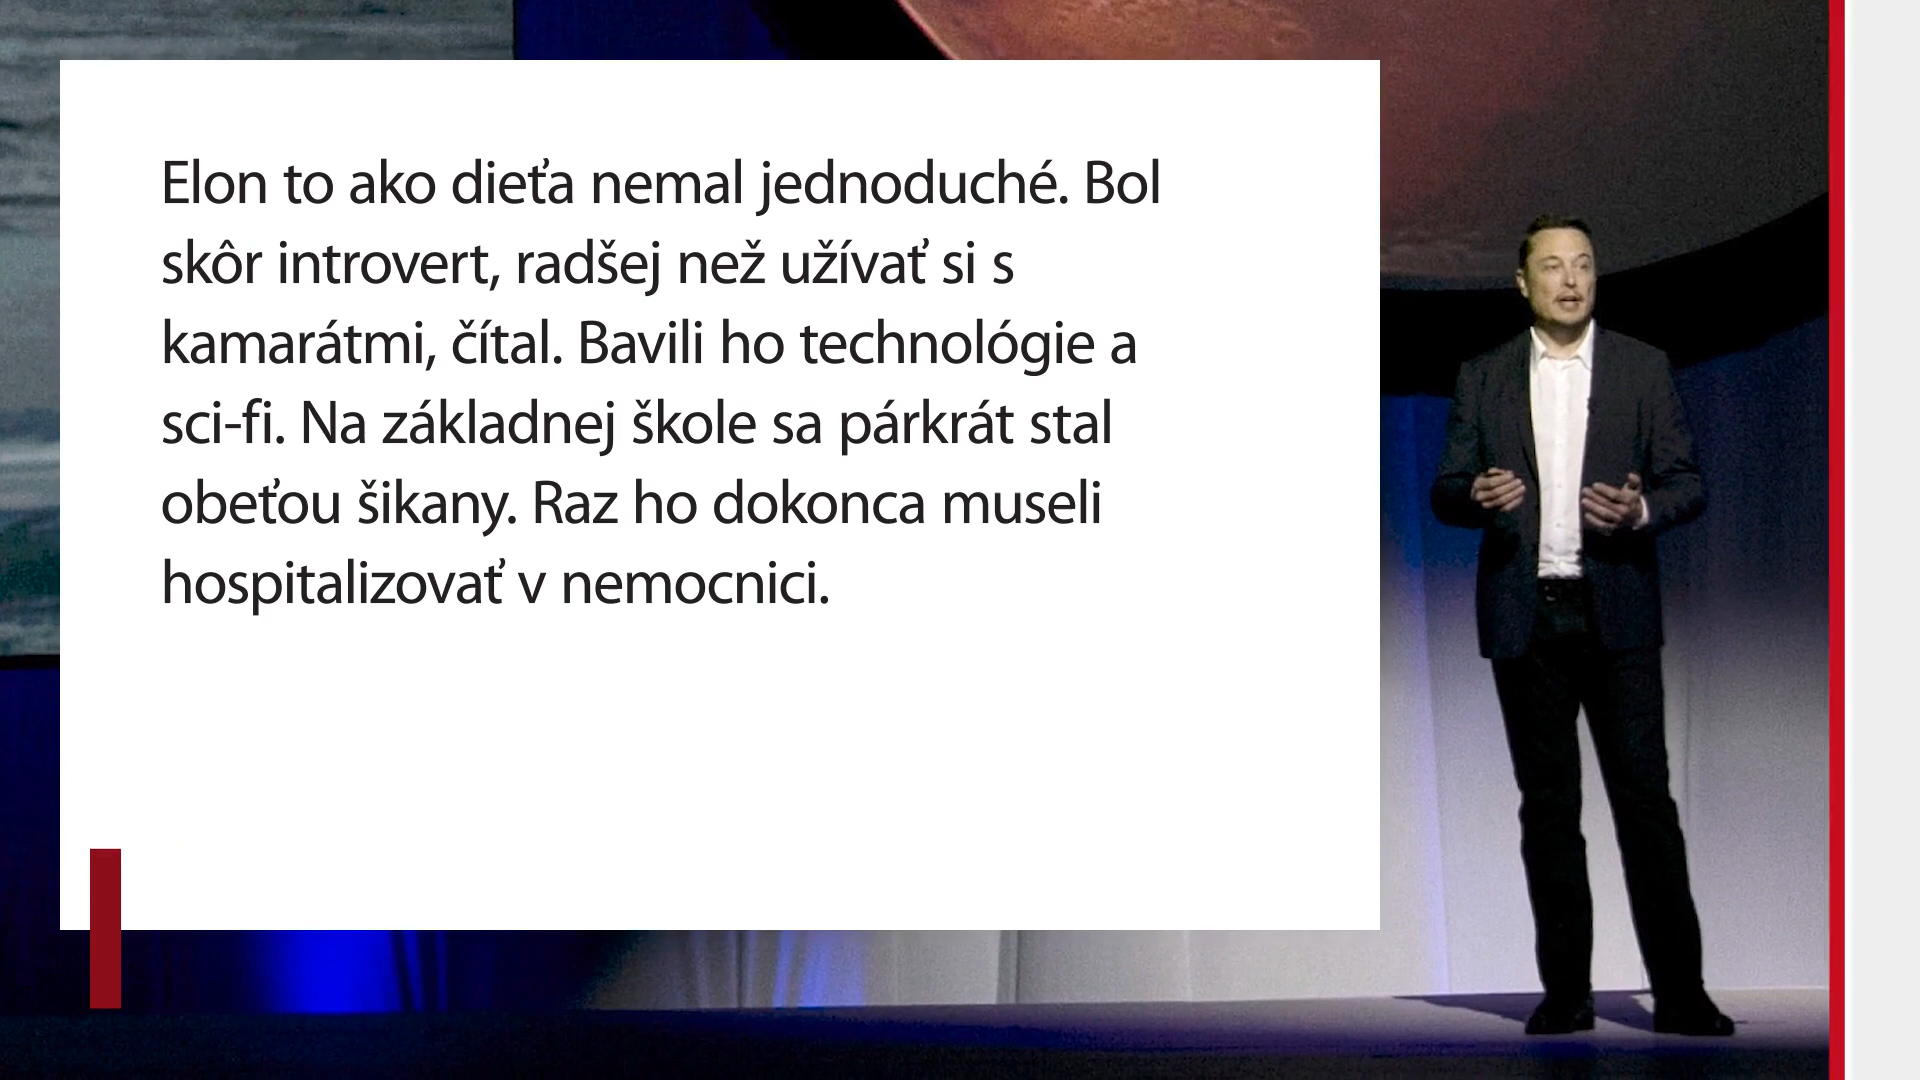 Elon to ako dieťa nemal jednoduché. Bol
skôr introvert, radšej než užívať si s
kamarátmi, čítal. Bavili ho technológie a
sci-fi. Na základnej škole sa párkrát stal
obeťou šikany. Raz ho dokonca museli
hospitalizovať v nemocnici.